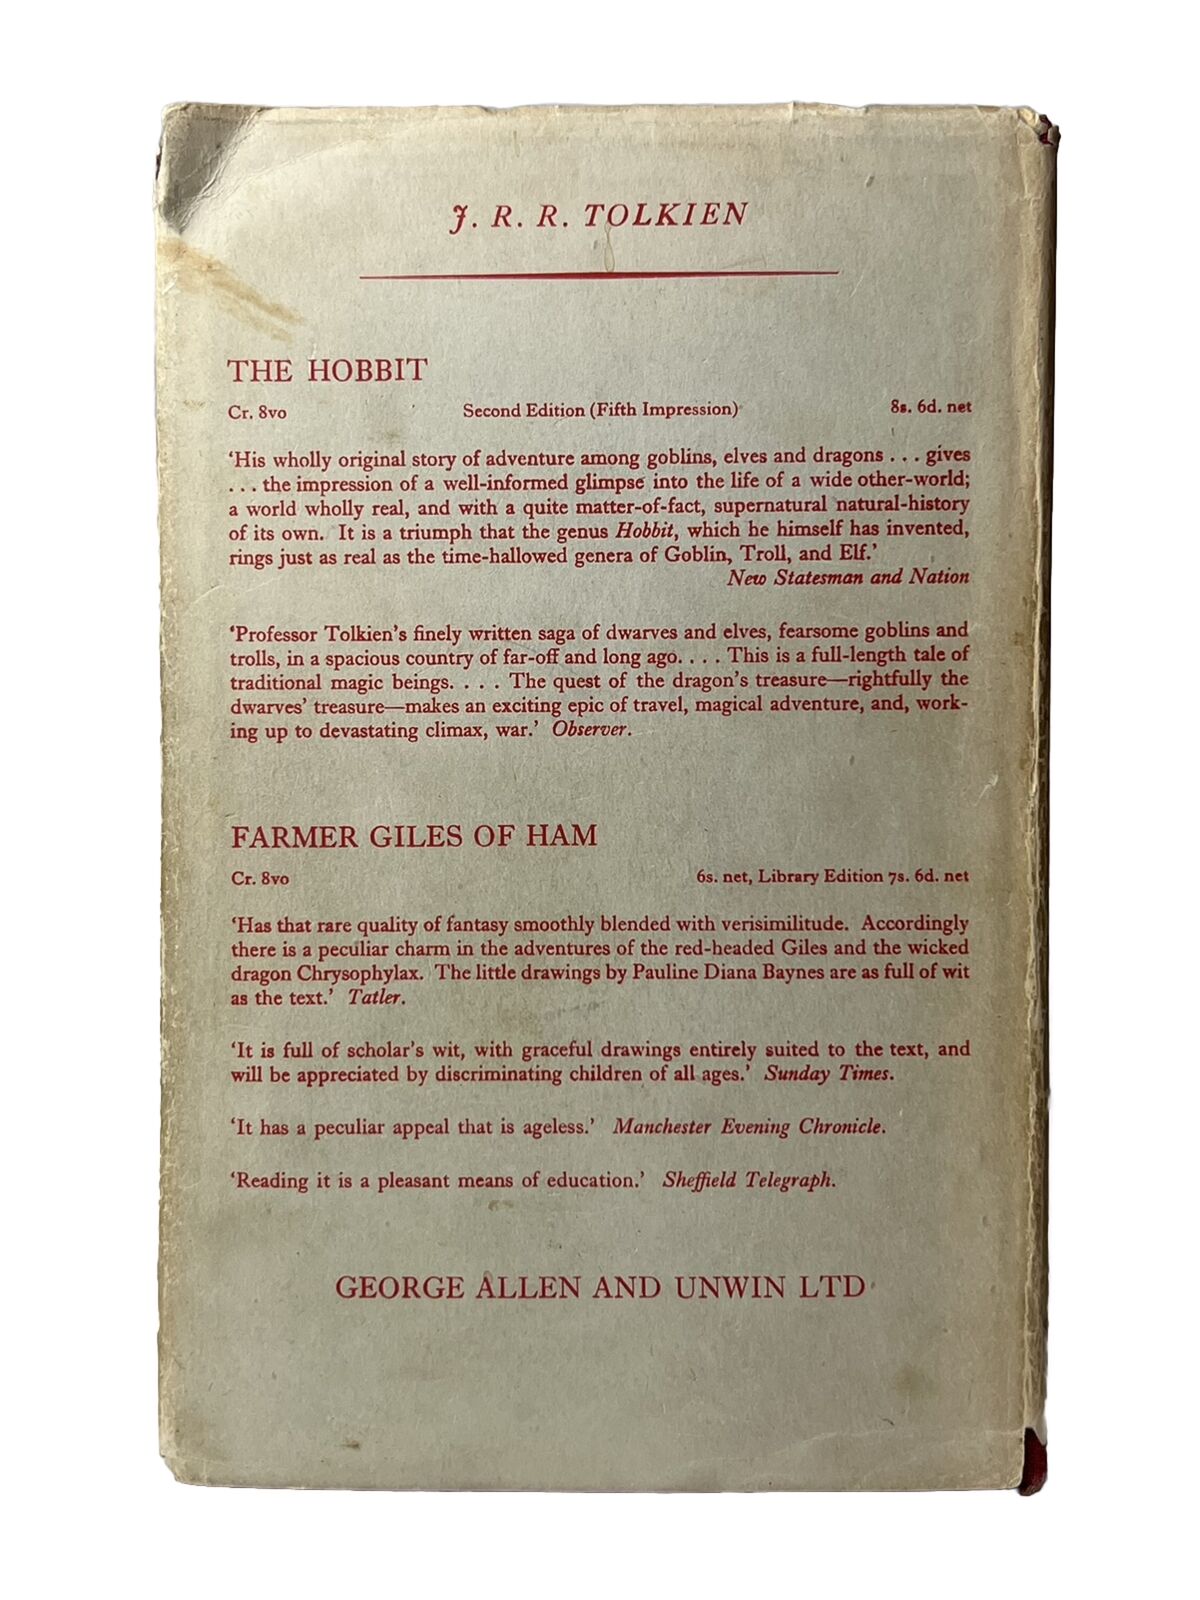 J. R. R. TOLKIEN
THE HOBBIT
Cr. 8vo Second Edition (Fifth Impression) 8s. 6d. net
‘His wholly original story of adventure among goblins, elves and dragons . . . gives
. . . the impression of a well-informed glimpse into the life of a wide other-world;
a world wholly real, and with a quite matter-of-fact, supernatural natural-history
of its own. It is a triumph that the genus Hobbit, which he himself has invented,
rings just as real as the time-hallowed genera of Goblin, Troll, and Elf.’
New Statesman and Nation
‘Professor Tolkien’s finely written saga of dwarves and elves, fearsome goblins and
trolls, in a spacious country of far-off and long ago. . . . This is a full-length tale of
traditional magic beings. . . . The quest of the dragon’s treasure—rightfully the
dwarves’ treasure—makes an exciting epic of travel, magical adventure, and, work-
ing up to devastating climax, war.’ Observer.
FARMER GILES OF HAM
Cr. 8vo 6s. net, Library Edition 7s. 6d. net
‘Has that rare quality of fantasy smoothly blended with verisimilitude. Accordingly
there is a peculiar charm in the adventures of the red-headed Giles and the wicked
dragon Chrysophylax. The little drawings by Pauline Diana Baynes are as full of wit
as the text.’ Tatler.
‘It is full of scholar’s wit, with graceful drawings entirely suited to the text, and
will be appreciated by discriminating children of all ages.’ Sunday Times.
‘It has a peculiar appeal that is ageless.’ Manchester Evening Chronicle.
‘Reading it is a pleasant means of education.’ Sheffield Telegraph.
GEORGE ALLEN AND UNWIN LTD